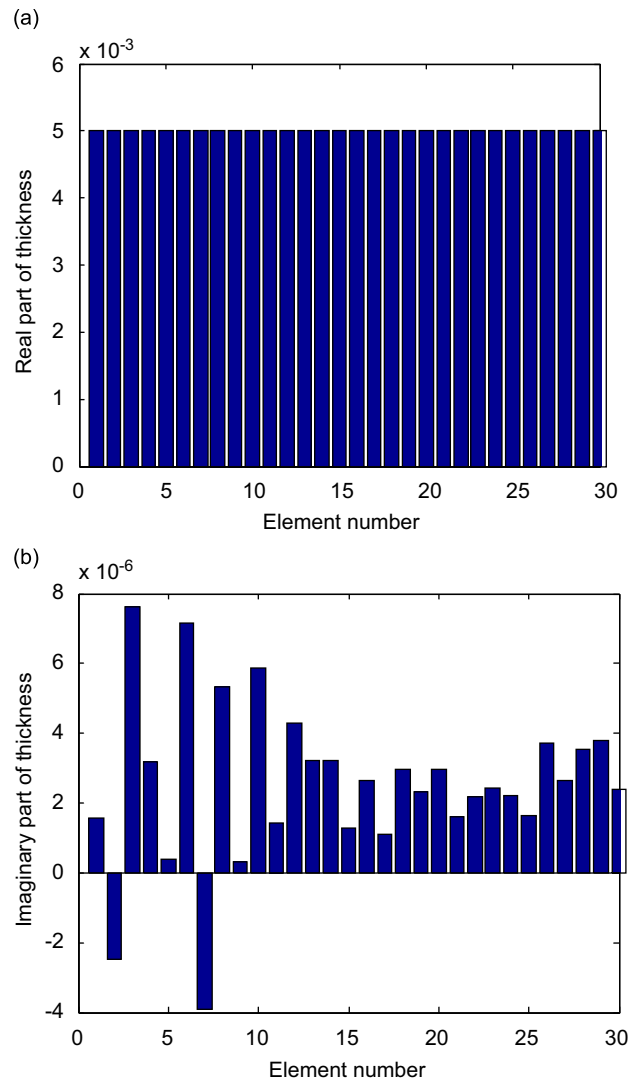 (a)
x 10-3
6
5
4
3
2
1
0
Real part of thickness
0 5 10 15 20 25 30
Element number
(b)
x 10-6
8
6
4
2
0
-2
-4
Imaginary part of thickness
0 5 10 15 20 25 30
Element number